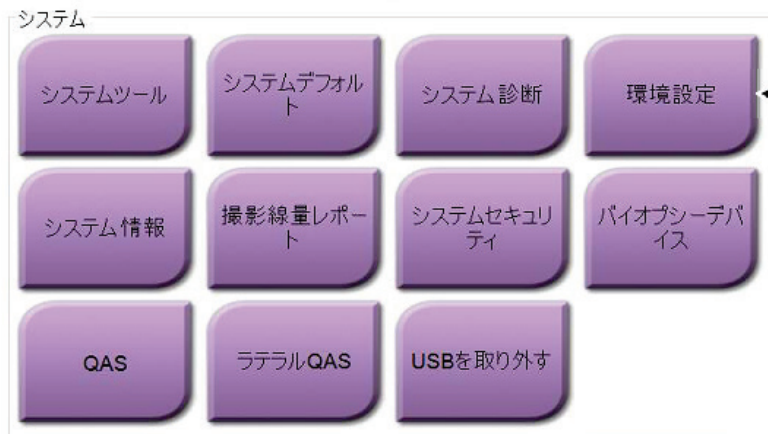 システム
システムツール
システムデフォル
ト
システム診断
環境設定
システム情報
撮影線量レポー
ト
システムセキュリ
ティ
バイオプシーデバ
イス
QAS
ラテラルQAS
USBを取り外す